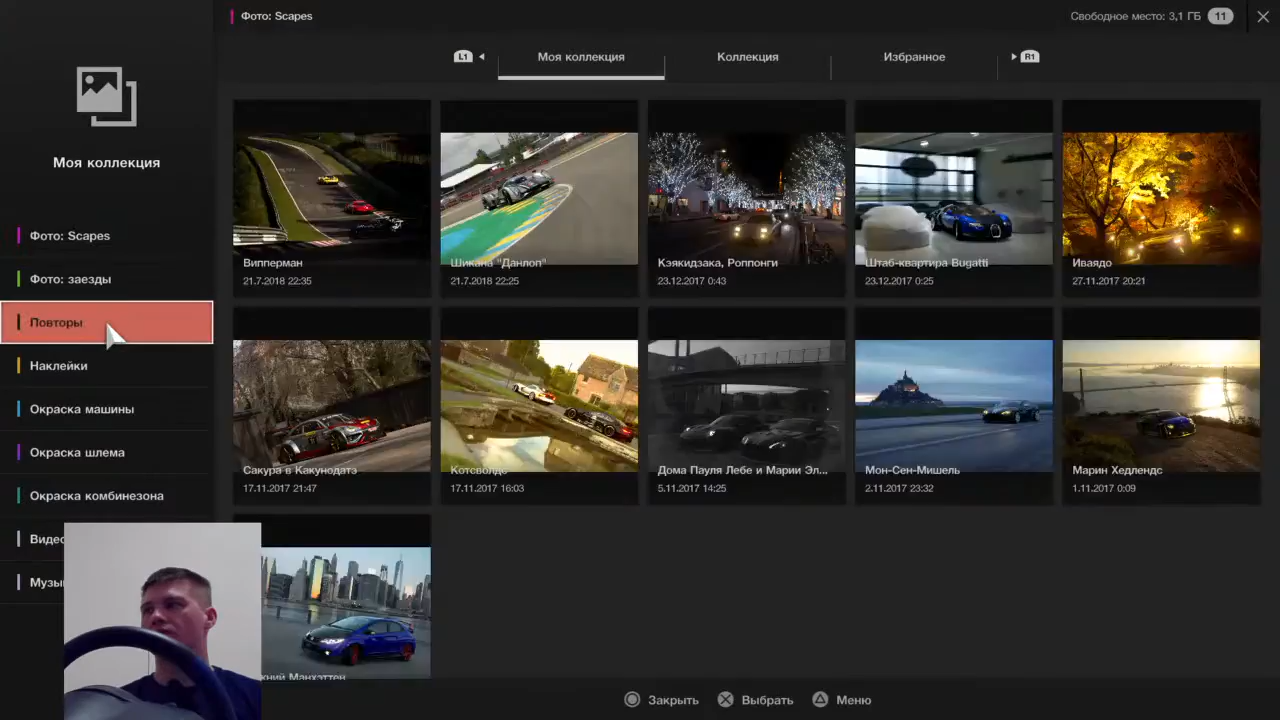 Фото: Scapes
Свободное место: 3,1 ГБ 11
L1 Моя коллекция Коллекция Избранное R1
Моя коллекция
Фото: Scapes
Фото: заезды
Повторы
Наклейки
Окраска машины
Окраска шлема
Окраска комбинезона
Випперман
21.7.2018 22:35
Шикана "Данлоп"
21.7.2018 22:25
Кэякидзака, Роппонги
23.12.2017 0:43
Штаб-квартира Bugatti
23.12.2017 0:25
Иваядо
27.11.2017 20:21
Сакура в Какунодатэ
17.11.2017 21:47
Котсволдс
17.11.2017 16:03
Дома Пауля Лебе и Марии Эл...
5.11.2017 14:25
Мон-Сен-Мишель
2.11.2017 23:32
Марин Хедлендс
1.11.2017 0:09
Манхэттен
Закрыть Выбрать Меню